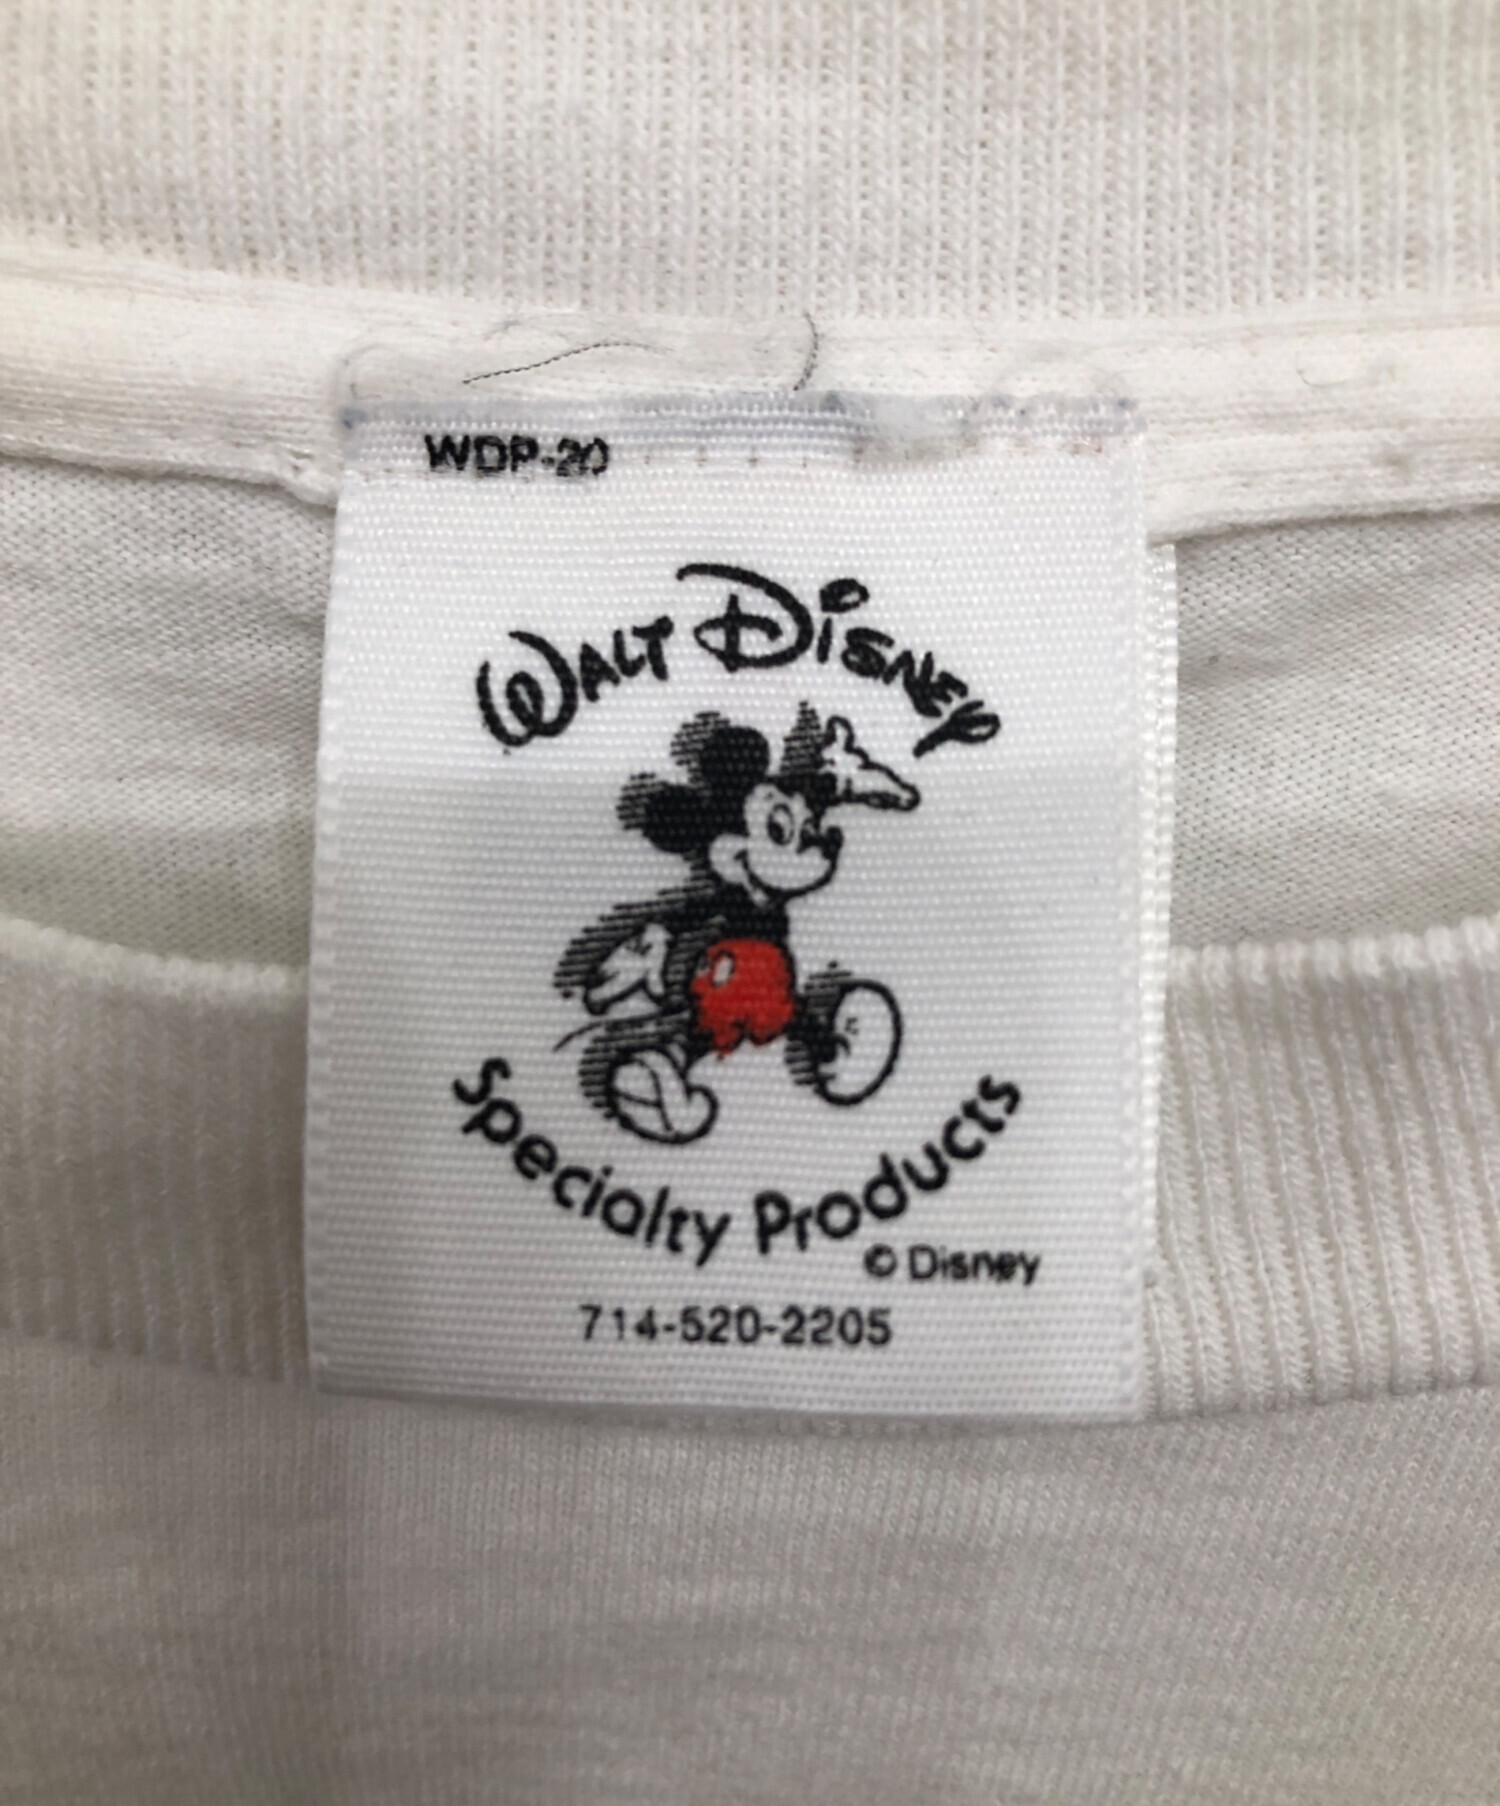 WDP-20
WALT DISNEY
Specialty Products
© Disney
714-520-2205